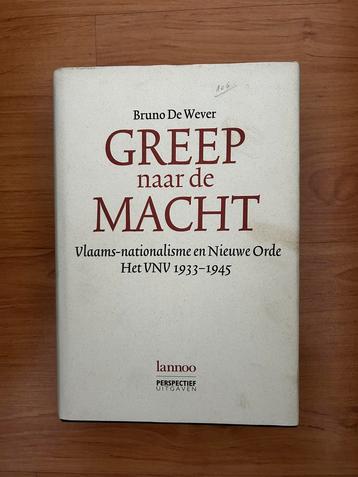 Bruno De Wever
GREEP
naar de
MACHT
Vlaams-nationalisme en Nieuwe Orde
Het VNV 1933-1945
lannoo
PERSPECTIEF
UITGAVEN